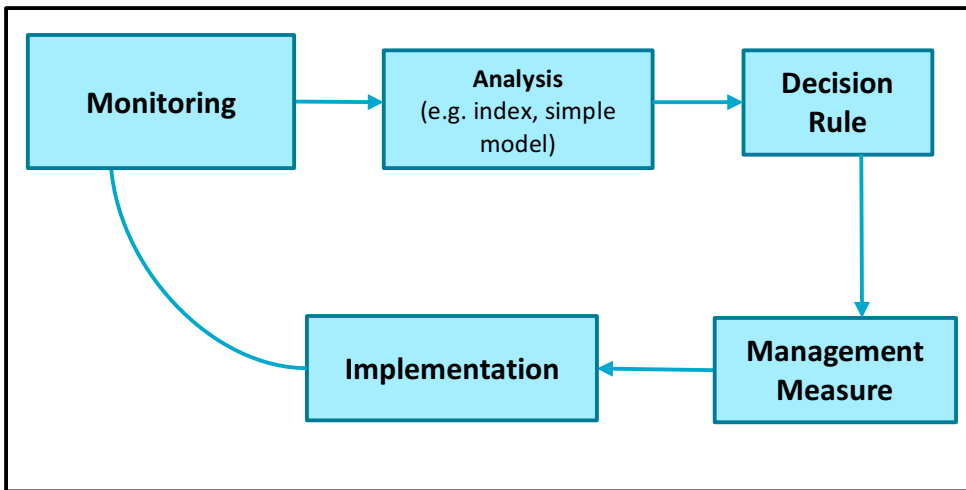 Monitoring
Analysis
(e.g. index, simple
model)
Decision
Rule
Management
Measure
Implementation